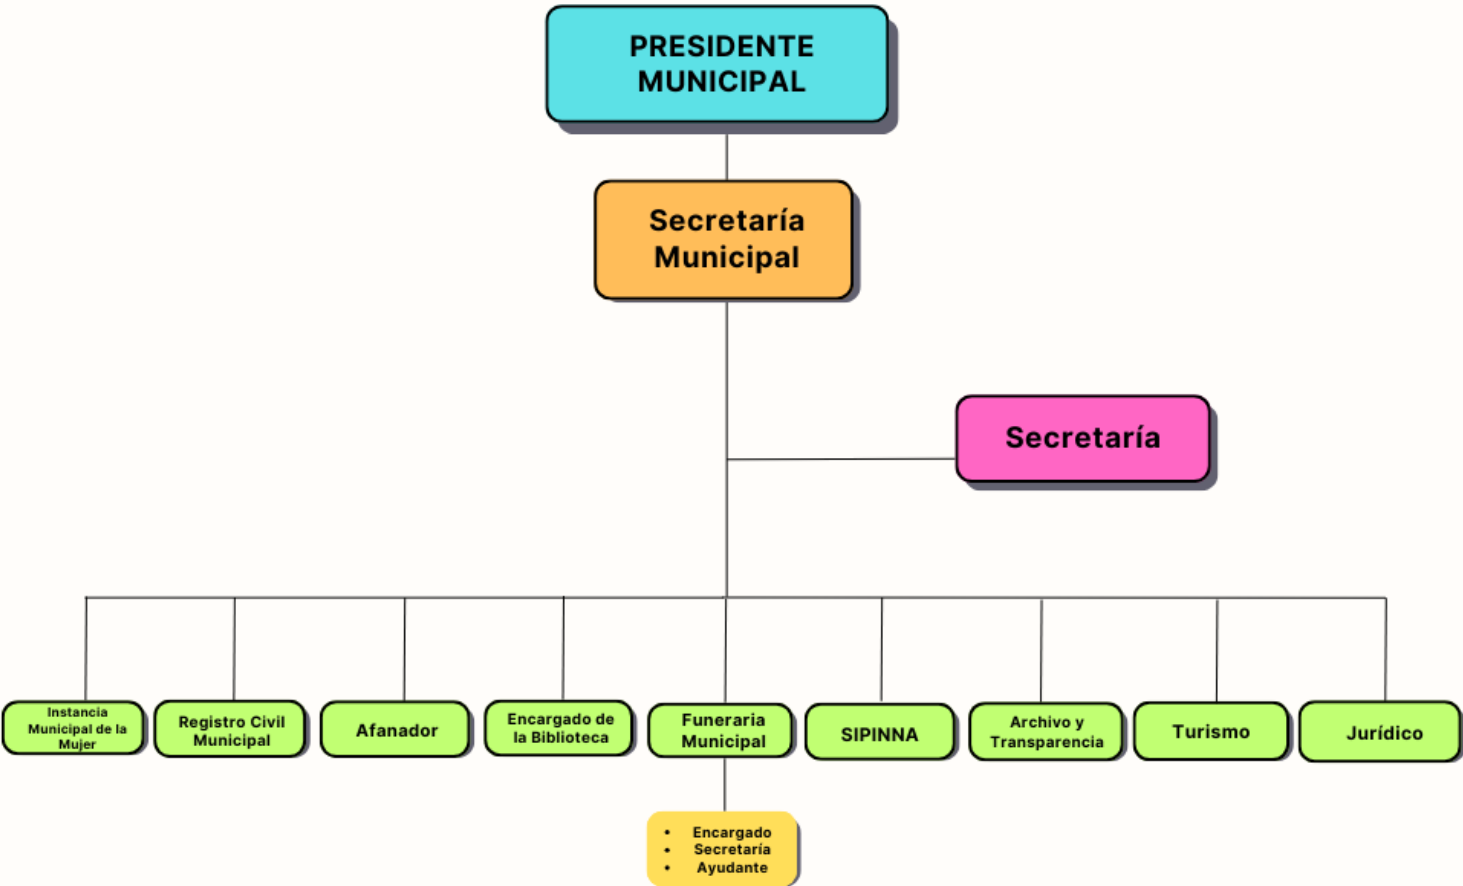 PRESIDENTE
MUNICIPAL
Secretaría
Municipal
Secretaría
Instancia
Municipal de la
Mujer
Registro Civil
Municipal
Afanador
Encargado de
la Biblioteca
Funeraria
Municipal
SIPINNA
Archivo y
Transparencia
Turismo
Jurídico
• Encargado
• Secretaría
• Ayudante